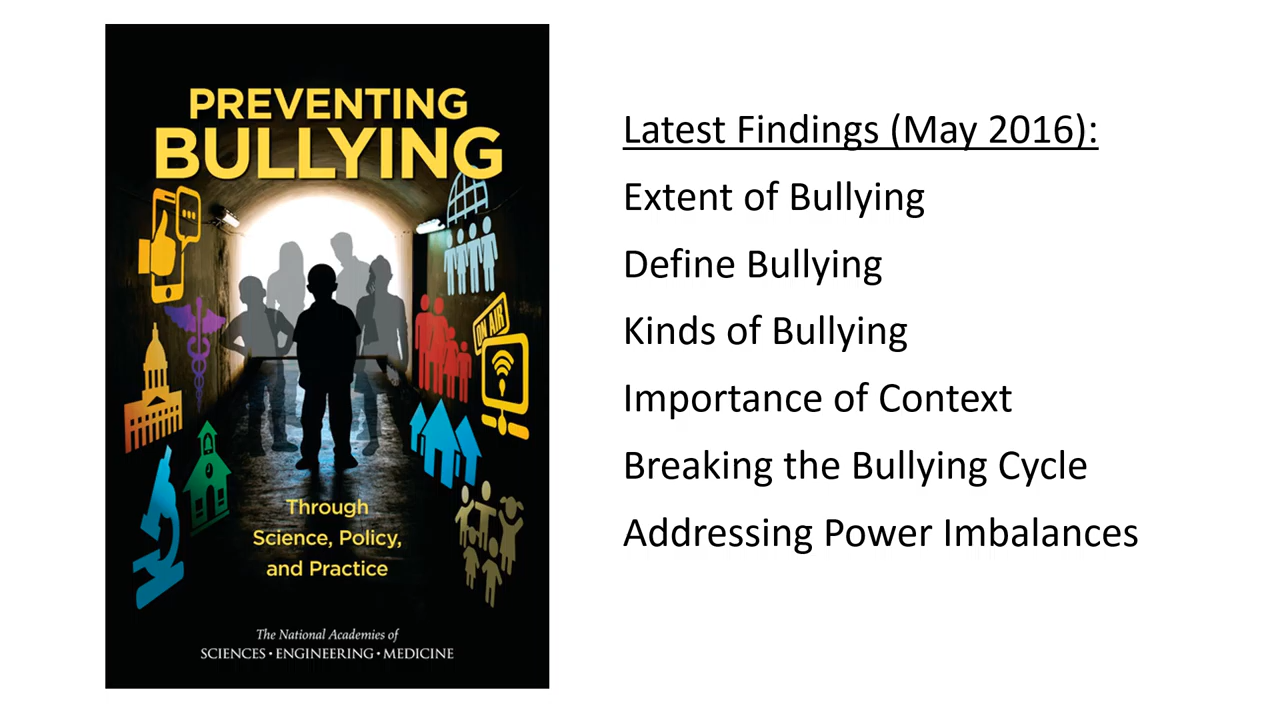 PREVENTING
BULLYING
ON AIR
Through
Science, Policy,
and Practice
The National Academies of
SCIENCES • ENGINEERING • MEDICINE
Latest Findings (May 2016):
Extent of Bullying
Define Bullying
Kinds of Bullying
Importance of Context
Breaking the Bullying Cycle
Addressing Power Imbalances